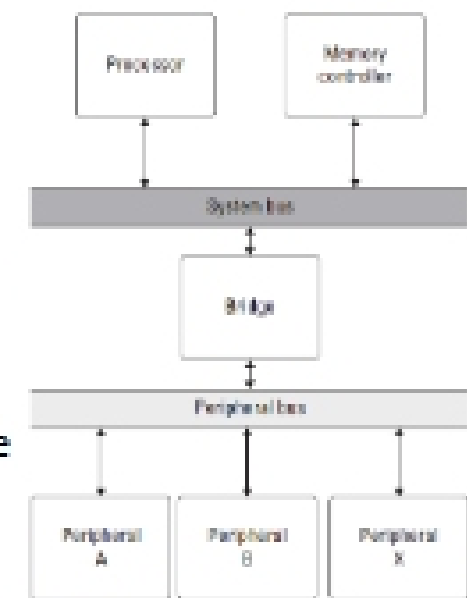 Processor
Memory
controller
System bus
Bridge
Peripheral bus
e
Peripheral
A
Peripheral
B
Peripheral
X